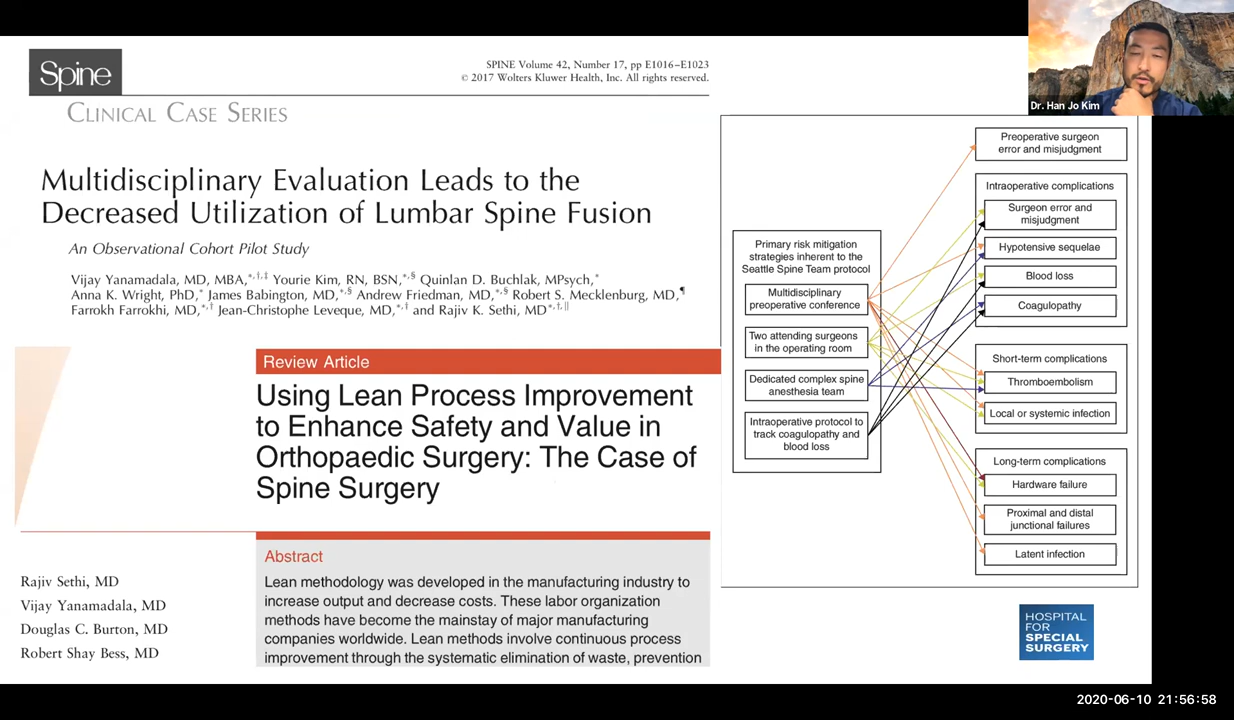 Dr. Han Jo Kim
Spine
SPINE Volume 42, Number 17, pp E1016–E1023
© 2017 Wolters Kluwer Health, Inc. All rights reserved.
CLINICAL CASE SERIES
Multidisciplinary Evaluation Leads to the
Decreased Utilization of Lumbar Spine Fusion
An Observational Cohort Pilot Study
Vijay Yanamadala, MD, MBA,*,†,‡ Yourie Kim, RN, BSN,*,§ Quinlan D. Buchlak, MPsych,*
Anna K. Wright, PhD,* James Babington, MD,*,§ Andrew Friedman, MD,*,§ Robert S. Mecklenburg, MD,¶
Farrokh Farrokhi, MD,*,† Jean-Christophe Leveque, MD,*,† and Rajiv K. Sethi, MD*,†,||
Review Article
Using Lean Process Improvement
to Enhance Safety and Value in
Orthopaedic Surgery: The Case of
Spine Surgery
Rajiv Sethi, MD
Vijay Yanamadala, MD
Douglas C. Burton, MD
Robert Shay Bess, MD
Abstract
Lean methodology was developed in the manufacturing industry to
increase output and decrease costs. These labor organization
methods have become the mainstay of major manufacturing
companies worldwide. Lean methods involve continuous process
improvement through the systematic elimination of waste, prevention
Primary risk mitigation
strategies inherent to the
Seattle Spine Team protocol
Multidisciplinary
preoperative conference
Two attending surgeons
in the operating room
Dedicated complex spine
anesthesia team
Intraoperative protocol to
track coagulopathy and
blood loss
Preoperative surgeon
error and misjudgment
Intraoperative complications
Surgeon error and
misjudgment
Hypotensive sequelae
Blood loss
Coagulopathy
Short-term complications
Thromboembolism
Local or systemic infection
Long-term complications
Hardware failure
Proximal and distal
junctional failures
Latent infection
HOSPITAL
FOR
SPECIAL
SURGERY
2020-06-10 21:56:58